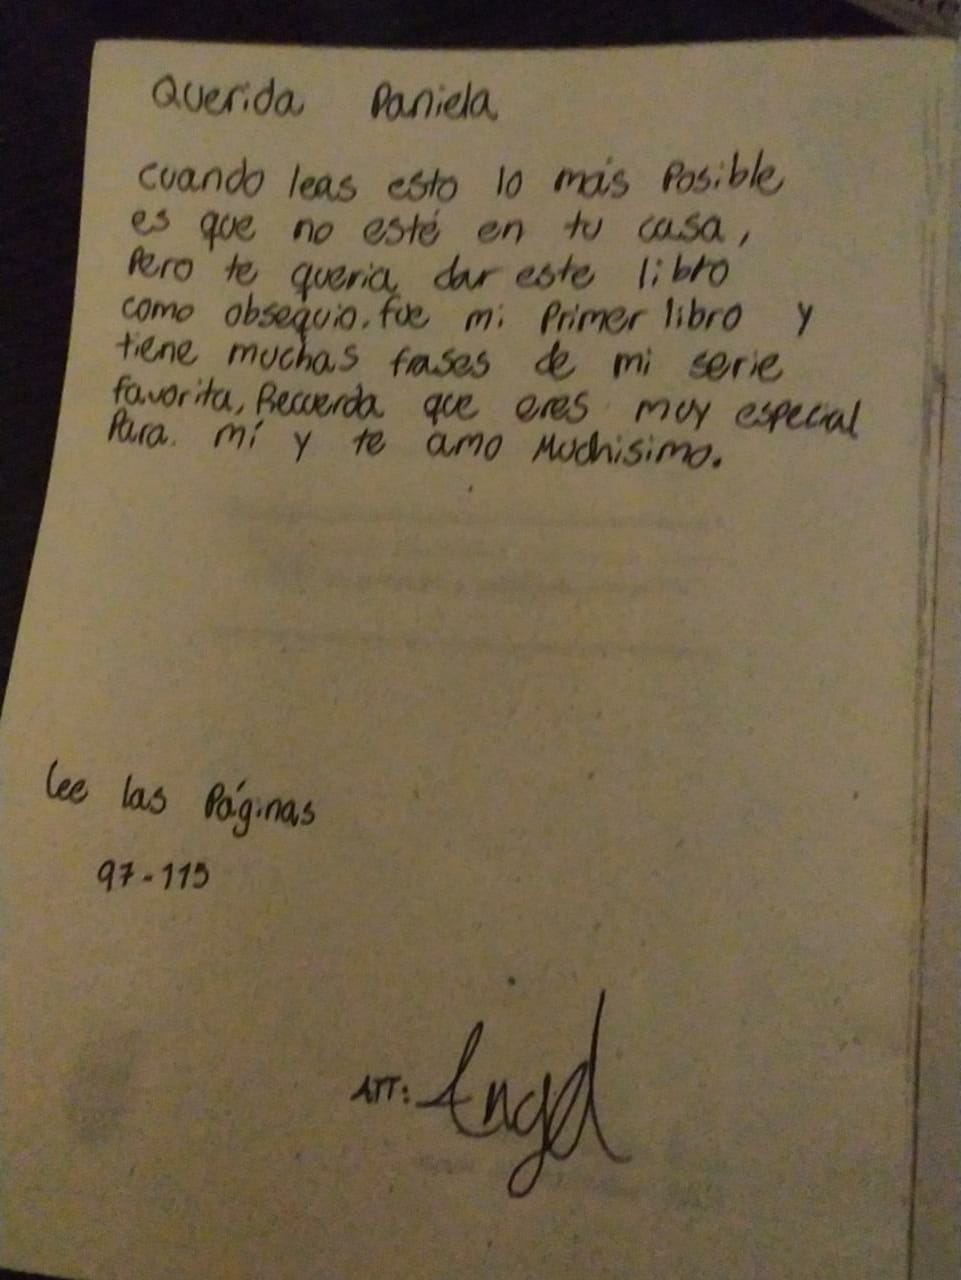 Querida Daniela
cuando leas esto lo más Posible
es que no esté en tu casa,
Pero te queria dar este libro
como obsequio. fue mi Primer libro y
tiene muchas frases de mi serie
favorita, Recuerda que eres muy especial
Para mí y te amo Muchisimo.
Lee las Páginas
97-115
ATT: Angel